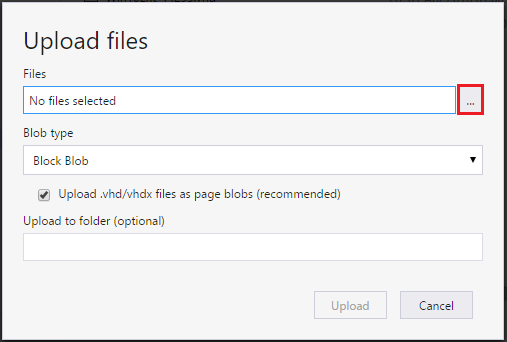 Upload files
Files
No files selected
...
Blob type
Block Blob
Upload .vhd/vhdx files as page blobs (recommended)
Upload to folder (optional)
Upload
Cancel